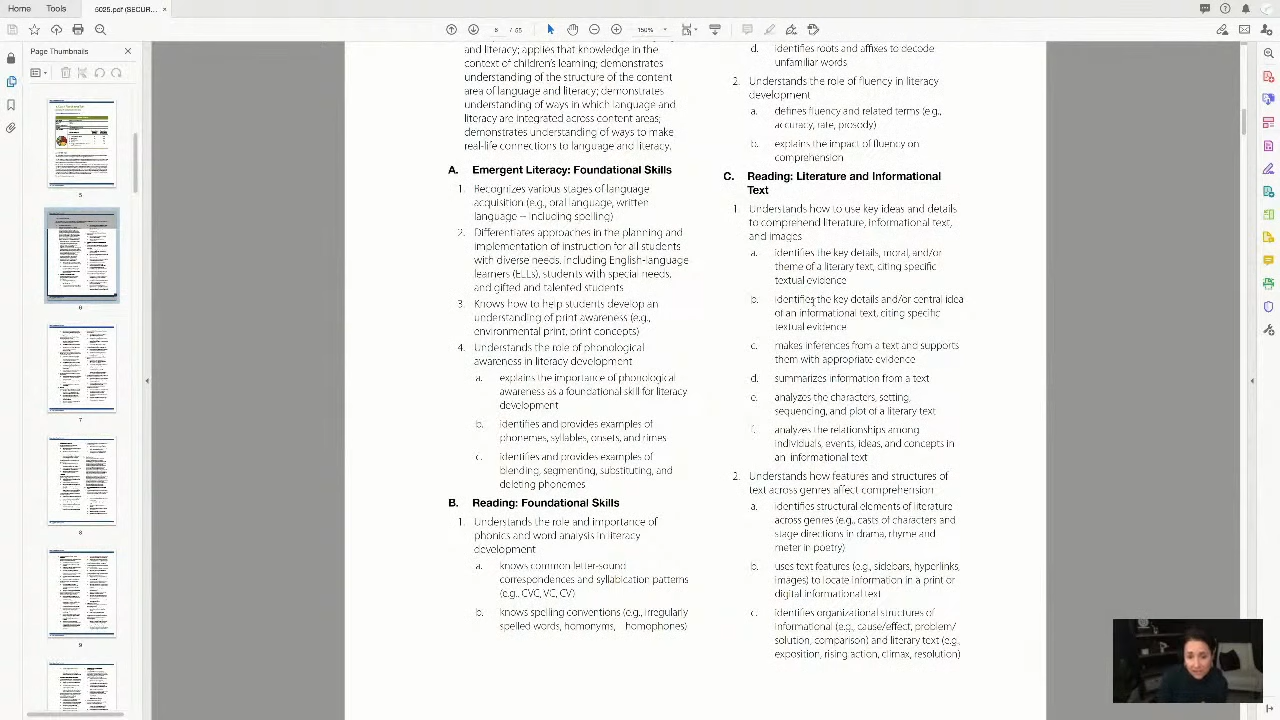 Home Tools 5025.pdf (SECUR... ×
6 / 65 150%
Page Thumbnails
5
6
7
8
9
and literacy; applies that knowledge in the
context of children's learning; demonstrates
understanding of the structure of the content
area of language and literacy; demonstrates
understanding of ways in which language and
literacy are integrated across content areas;
demonstrates understanding of ways to make
real-life connections to language and literacy.
A. Emergent Literacy: Foundational Skills
1. Recognizes various stages of language
acquisition (e.g., oral language, written
including
2. Differentiates approaches in the planning and
implementation of instruction for all students
with diverse needs, including English-language
learners (ELLs), students with special needs,
and gifted and talented students
3. Knows how to help students develop an
understanding of print awareness (e.g.,
environmental print, print concepts)
4. Understands the role of phonological
awareness in literacy development
the importance of phonological
awareness as a foundational skill for literacy
development
b. identifies and provides examples of
syllables, onsets, and rimes
c. identifies and provides examples of
segmenting, substituting, and
deleting phonemes
B. Reading: Foundational Skills
1. Understands the role and importance of
phonics and word analysis in literacy
common letter-sound
correspondences and syllabication patterns
CVC, CV)
b. spelling conventions (e.g., irregularly
spelled words, homonyms, homophones)
d. identifies roots and affixes to decode
unfamiliar words
2. Understands the role of fluency in literacy
development
a. defines fluency and related terms (e.g.,
accuracy, rate, prosody)
b. explains the impact of fluency on
comprehension
C. Reading: Literature and Informational
Text
1. Understands how to use key ideas and details
to comprehend literature, informational text,
and images
a. identifies the key details, moral, and/or
theme of a literary text, citing specific
textual evidence
b. identifies the key details and/or central idea
of an informational text, citing specific
textual evidence
c. makes inferences from a text and supports
them with appropriate evidence
d. summarizes information from a text
e. analyzes the characters, setting,
sequencing, and plot of a literary text
f. analyzes the relationships among
individuals, events, ideas, and concepts
in an informational text
2. Understands how features and structures of
text across genres affect comprehension
a. identifies structural elements of literature
across genres (e.g., casts of characters and
stage directions in drama, rhyme and
meter in poetry)
b. text features (e.g., sidebars,
to locate information in a
informational text
c. organizational structures of
informational text (cause/effect, problem/
solution, comparison) and literary text (e.g.,
exposition, rising action, climax, resolution)